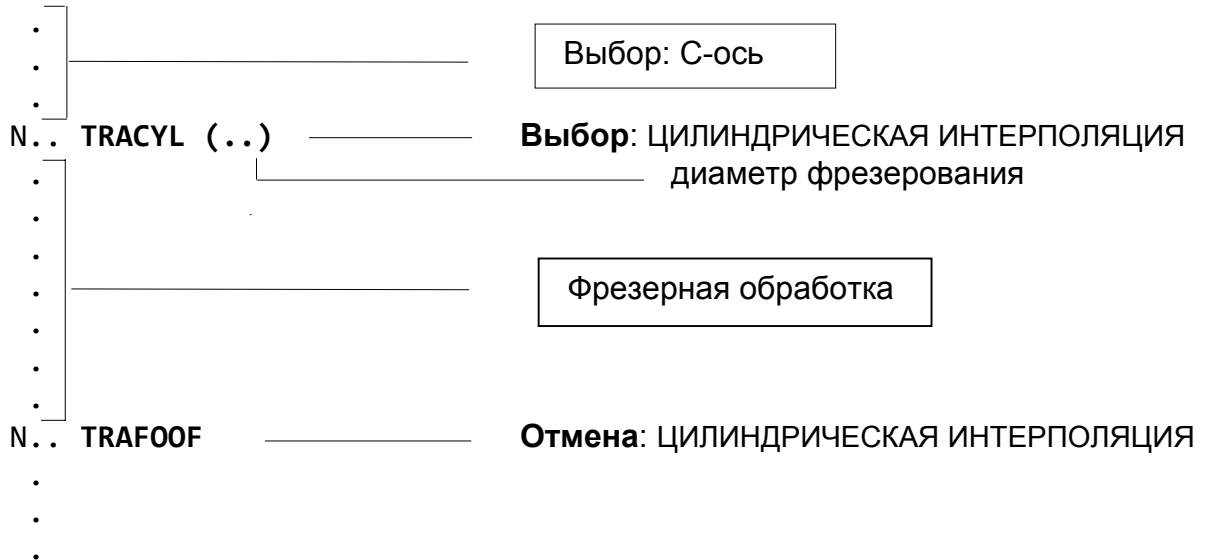 .
.
Выбор: С-ось
.
N.. TRACYL (..) Выбор: ЦИЛИНДРИЧЕСКАЯ ИНТЕРПОЛЯЦИЯ
. диаметр фрезерования
.
.
. Фрезерная обработка
.
.
.
N.. TRAFOOF Отмена: ЦИЛИНДРИЧЕСКАЯ ИНТЕРПОЛЯЦИЯ
.
.
.